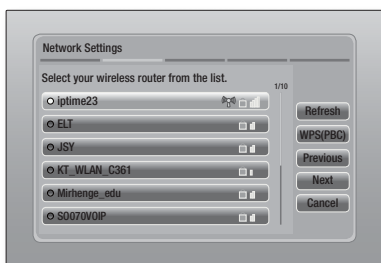 Network Settings
Select your wireless router from the list.
1/10
iptime23
ELT
JSY
KT_WLAN_C361
Mirhenge_edu
SO070VOIP
Refresh
WPS(PBC)
Previous
Next
Cancel